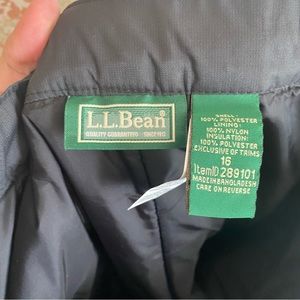 L.L.Bean®
QUALITY GUARANTEED SINCE 1912
SHELL:
100% POLYESTER
LINING:
100% NYLON
INSULATION:
100% POLYESTER
EXCLUSIVE OF TRIMS
16
ItemID 289101
MADE IN BANGLADESH
CARE ON REVERSE